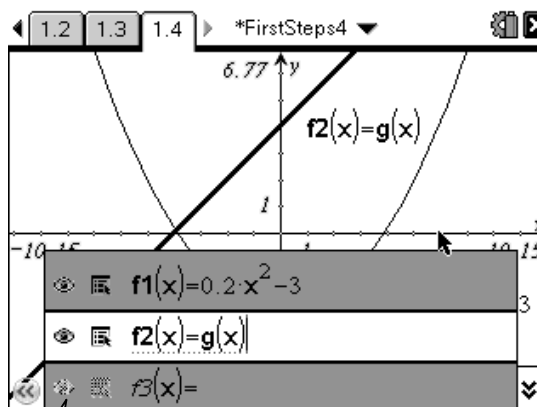 1.2 1.3 1.4 *FirstSteps4
6.77 y
f2(x)=g(x)
1
-10.15 1 10.15
f1(x)=0.2·x²-3
3
f2(x)=g(x)
f3(x)=